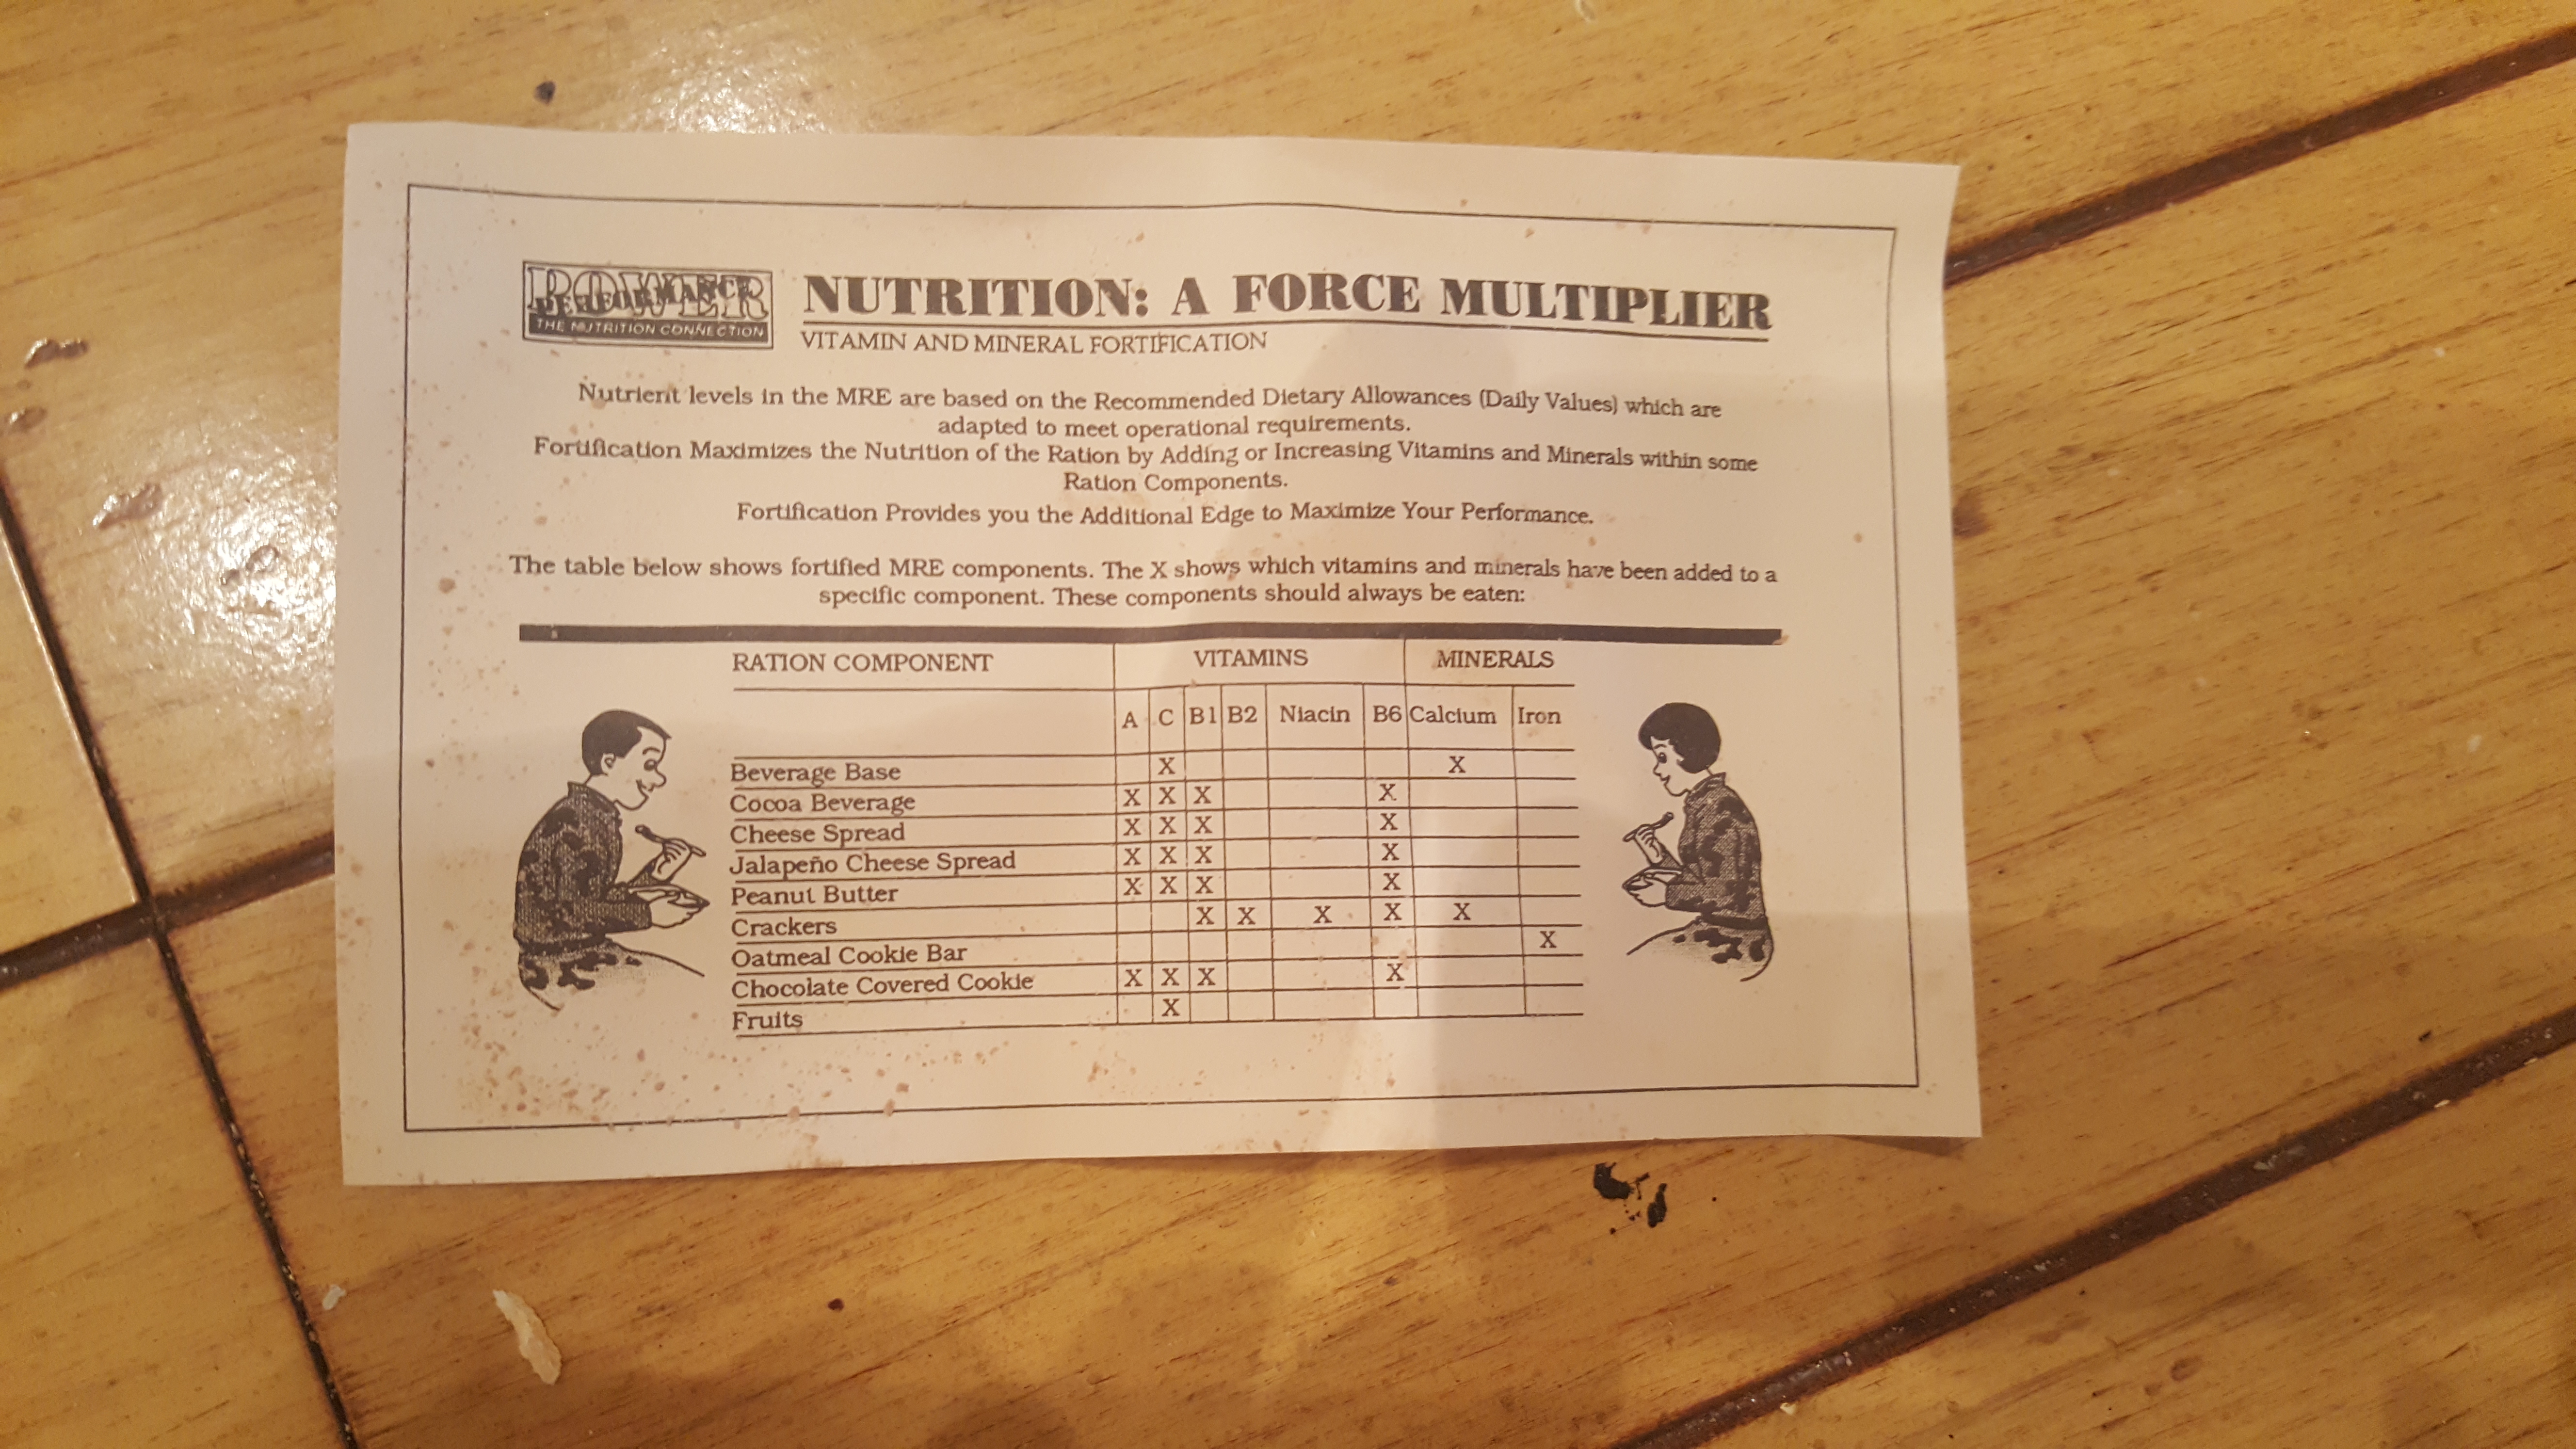 POWER
PERFORMANCE
THE NUTRITION CONNECTION
NUTRITION: A FORCE MULTIPLIER
VITAMIN AND MINERAL FORTIFICATION
Nutrient levels in the MRE are based on the Recommended Dietary Allowances (Daily Values) which are
adapted to meet operational requirements.
Fortification Maximizes the Nutrition of the Ration by Adding or Increasing Vitamins and Minerals within some
Ration Components.
Fortification Provides you the Additional Edge to Maximize Your Performance.
The table below shows fortified MRE components. The X shows which vitamins and minerals have been added to a
specific component. These components should always be eaten:
RATION COMPONENT VITAMINS MINERALS
A C B1 B2 Niacin B6 Calcium Iron
Beverage Base X X
Cocoa Beverage X X X X
Cheese Spread X X X X
Jalapeño Cheese Spread X X X X
Peanut Butter X X X X
Crackers X X X X X
Oatmeal Cookie Bar X
Chocolate Covered Cookie X X X X
Fruits X